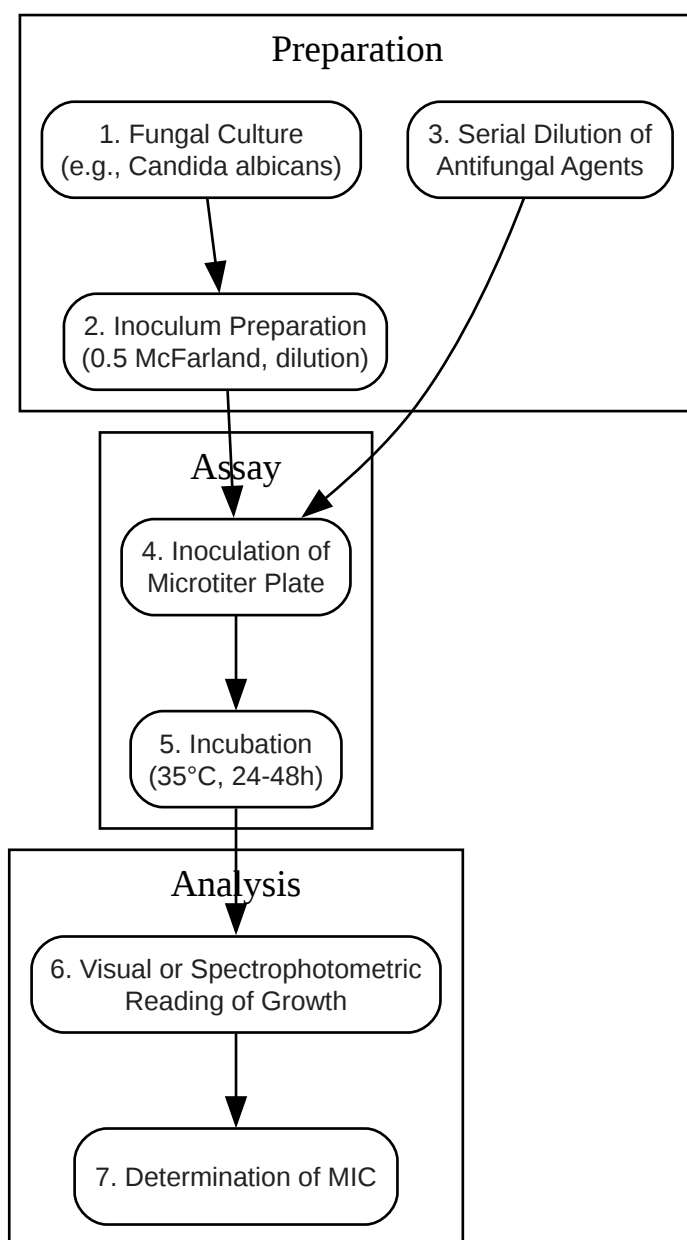 Preparation
1. Fungal Culture
(e.g., Candida albicans)
3. Serial Dilution of
Antifungal Agents
2. Inoculum Preparation
(0.5 McFarland, dilution)
Assay
4. Inoculation of
Microtiter Plate
5. Incubation
(35°C, 24-48h)
Analysis
6. Visual or Spectrophotometric
Reading of Growth
7. Determination of MIC